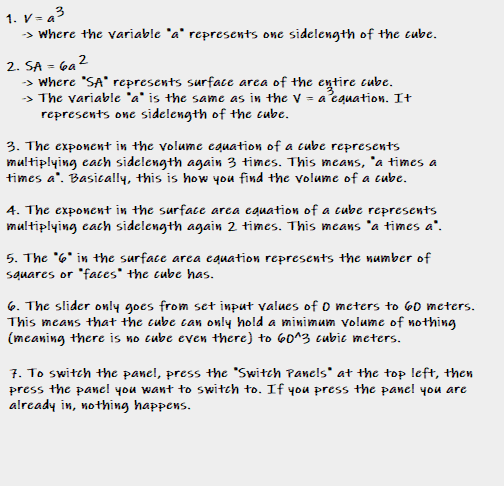 1. V = a³
-> Where the variable "a" represents one sidelength of the cube.
2. SA = 6a²
-> Where "SA" represents surface area of the entire cube.
-> The variable "a" is the same as in the V = a³ equation. It
represents one sidelength of the cube.
3. The exponent in the volume equation of a cube represents
multiplying each sidelength again 3 times. This means, "a times a
times a". Basically, this is how you find the volume of a cube.
4. The exponent in the surface area equation of a cube represents
multiplying each sidelength again 2 times. This means "a times a".
5. The "6" in the surface area equation represents the number of
squares or "faces" the cube has.
6. The slider only goes from set input values of 0 meters to 60 meters.
This means that the cube can only hold a minimum volume of nothing
(meaning there is no cube even there) to 60^3 cubic meters.
7. To switch the panel, press the "Switch Panels" at the top left, then
press the panel you want to switch to. If you press the panel you are
already in, nothing happens.